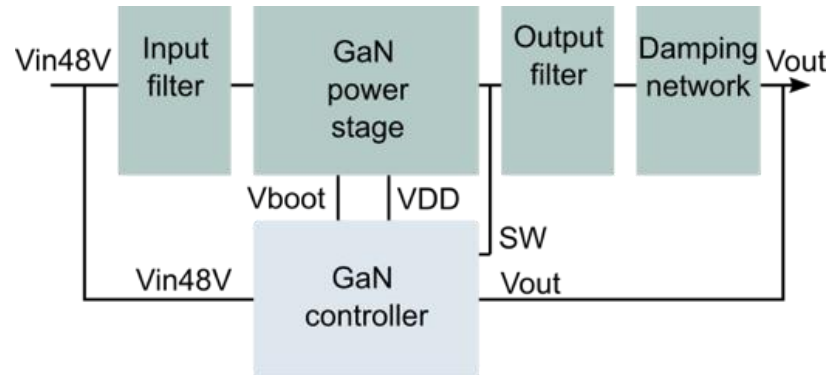 Vin48V
Input
filter
GaN
power
stage
Output
filter
Damping
network
Vout
Vboot
VDD
SW
Vin48V
GaN
controller
Vout